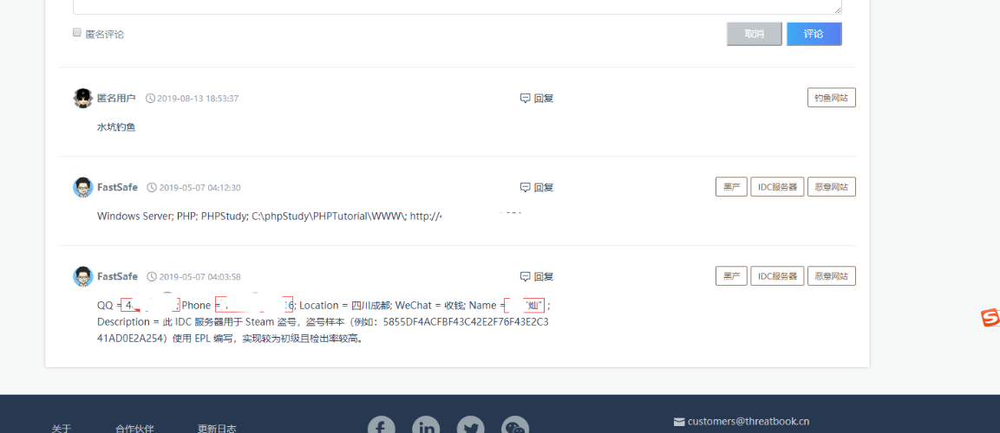 匿名评论
取消
评论
匿名用户 2019-08-13 18:53:37 回复 钓鱼网站
水坑钓鱼
FastSafe 2019-05-07 04:12:30 回复 黑产 IDC服务器 恶意网站
Windows Server; PHP; PHPStudy; C:\phpStudy\PHPTutorial\WWW\; http://4
FastSafe 2019-05-07 04:03:58 回复 黑产 IDC服务器 恶意网站
QQ = 4 ; Phone = 6; Location = 四川成都; WeChat = 收钱; Name = "灿" ;
Description = 此 IDC 服务器用于 Steam 盗号，盗号样本（例如：5855DF4ACFBF43C42E2F76F43E2C3
41AD0E2A254）使用 EPL 编写，实现较为初级且检出率较高。
关于 合作伙伴 更新日志 customers@threatbook.cn